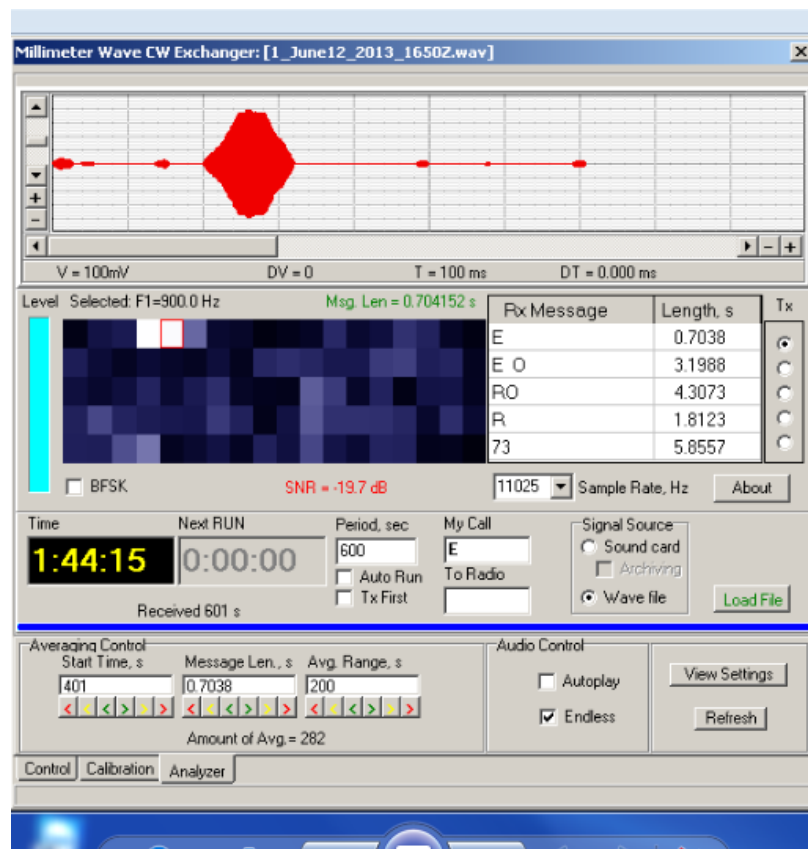 Millimeter Wave CW Exchanger: [1_June12_2013_1650Z.wav]
V = 100mV DV = 0 T = 100 ms DT = 0.000 ms
Level Selected: F1=900.0 Hz Msg. Len = 0.704152 s
Rx Message Length, s Tx
E 0.7038
E O 3.1988
RO 4.3073
R 1.8123
73 5.8557
BFSK SNR = -19.7 dB 11025 Sample Rate, Hz About
Time Next RUN Period, sec My Call Signal Source
1:44:15 0:00:00 600 E Sound card
Auto Run To Radio Archiving
Tx First Wave file Load File
Received 601 s
Averaging Control Audio Control
Start Time, s Message Len., s Avg. Range, s
401 0.7038 200 Autoplay View Settings
Endless Refresh
Amount of Avg.= 282
Control Calibration Analyzer